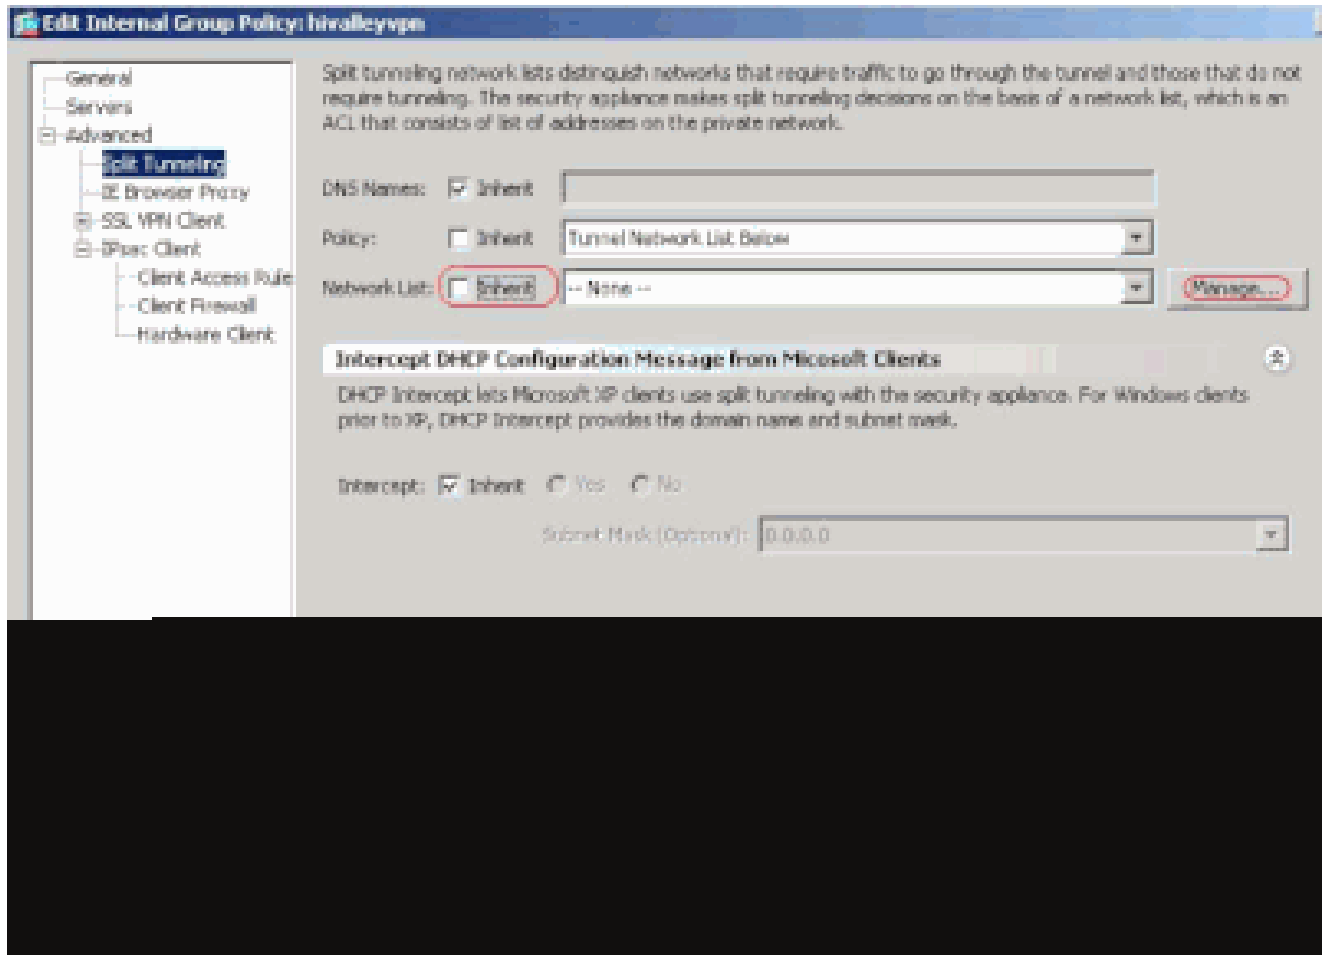 Edit Internal Group Policy: hivalleyvpn
General
Servers
Advanced
Split Tunneling
IE Browser Proxy
SSL VPN Client
IPsec Client
Client Access Rule
Client Firewall
Hardware Client
Split tunneling network lists distinguish networks that require traffic to go through the tunnel and those that do not
require tunneling. The security appliance makes split tunneling decisions on the basis of a network list, which is an
ACL that consists of list of addresses on the private network.
DNS Names: Inherit
Policy: Inherit Tunnel Network List Below
Network List: Inherit -- None -- Manage...
Intercept DHCP Configuration Message from Micosoft Clients
DHCP Intercept lets Microsoft XP clients use split tunneling with the security appliance. For Windows clients
prior to XP, DHCP Intercept provides the domain name and subnet mask.
Intercept: Inherit Yes No
Subnet Mask (Optional): 0.0.0.0